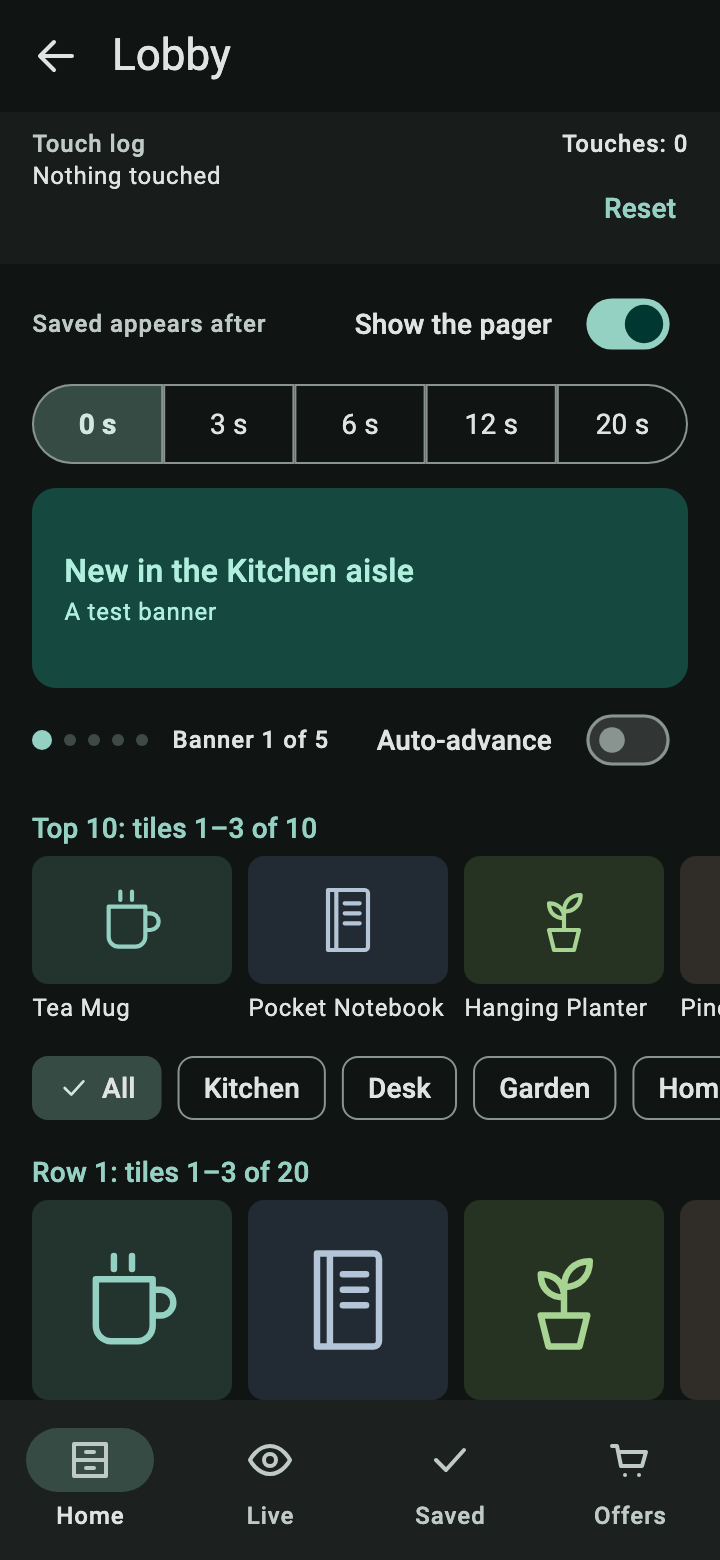 Lobby
Touch log
Touches: 0
Nothing touched
Reset
Saved appears after
Show the pager
0 s
3 s
6 s
12 s
20 s
New in the Kitchen aisle
A test banner
Banner 1 of 5
Auto-advance
Top 10: tiles 1–3 of 10
Tea Mug
Pocket Notebook
Hanging Planter
All
Kitchen
Desk
Garden
Row 1: tiles 1–3 of 20
Home
Live
Saved
Offers